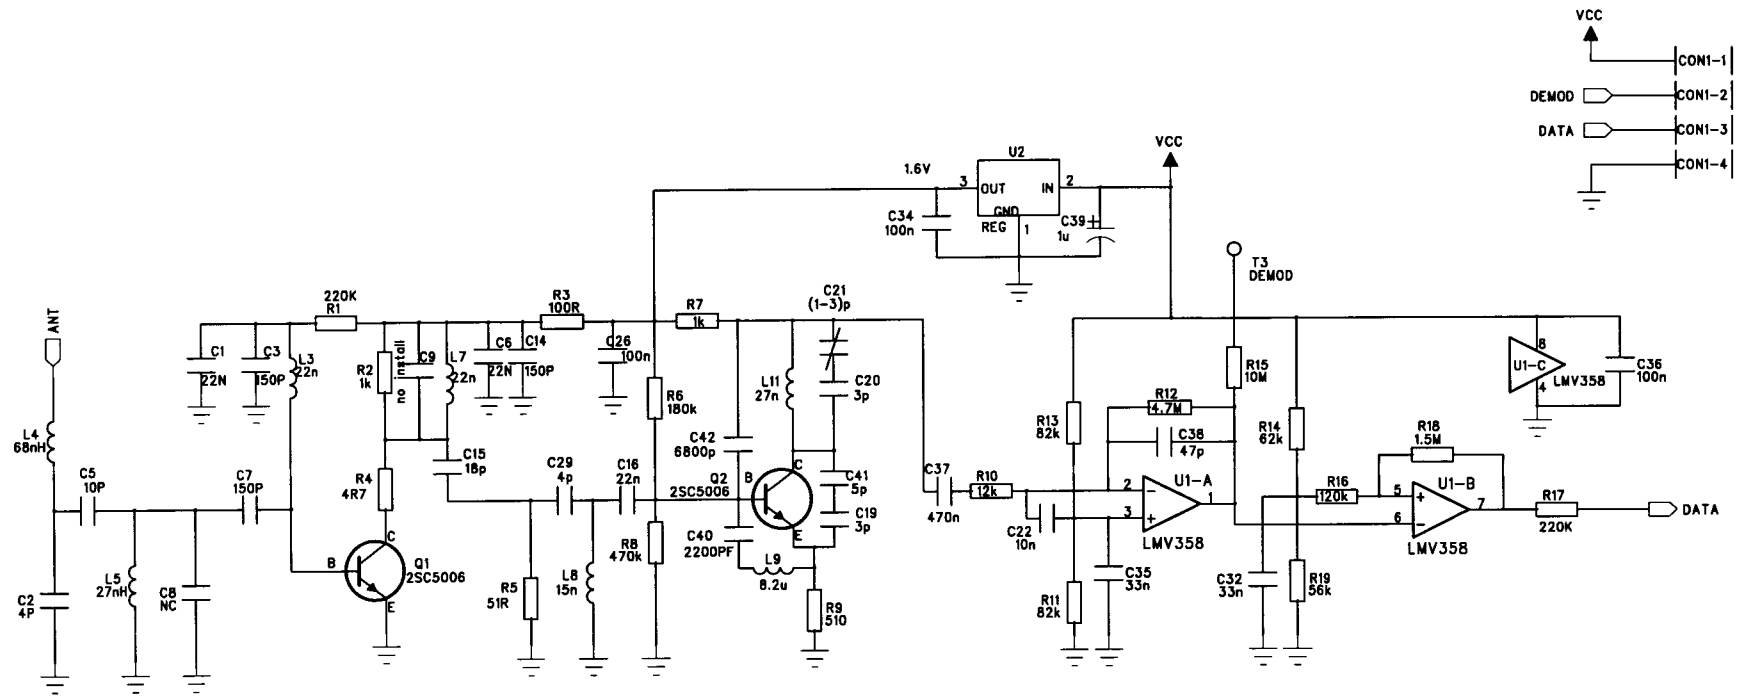 VCC
CON1-1
DEMOD
CON1-2
DATA
CON1-3
CON1-4
VCC
U2
1.6V
3
OUT
IN
2
GND
REG
1
C34
100n
C39
+
1u
T3
DEMOD
ANT
220K
R1
R3
100R
R7
1k
C21
(1-3)p
C1
22N
C3
150P
L3
22n
R2
1k
no install
C9
L7
22n
C6
22N
C14
150P
C26
100n
R6
180k
L11
27n
C20
3p
R15
10M
8
U1-C
4
LMV358
C36
100n
L4
68nH
C5
10P
C7
150P
R4
4R7
C15
18p
C29
4p
C16
22n
C42
6800p
Q2
2SC5006
B
C
E
C41
5p
C19
3p
C37
470n
R10
12k
R13
82k
R12
4.7M
C38
47p
R14
62k
R18
1.5M
2
-
3
+
U1-A
1
LMV358
C22
10n
R16
120k
5
+
6
-
U1-B
7
LMV358
R17
220K
DATA
C
B
E
Q1
2SC5006
R8
470k
C40
2200PF
L9
8.2u
R9
510
C2
4P
L5
27nH
C8
NC
R5
51R
L8
15n
R11
82k
C35
33n
C32
33n
R19
56k